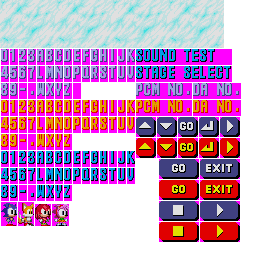 0123ABCDEFGHIJK SOUND TEST
4567LMNOPQRSTUV STAGE SELECT
89-.WXYZ PCM NO.DA NO.
0123ABCDEFGHIJK PCM NO.DA NO.
4567LMNOPQRSTUV GO
89-.WXYZ GO
0123ABCDEFGHIJK GO EXIT
4567LMNOPQRSTUV GO EXIT
89-.WXYZ